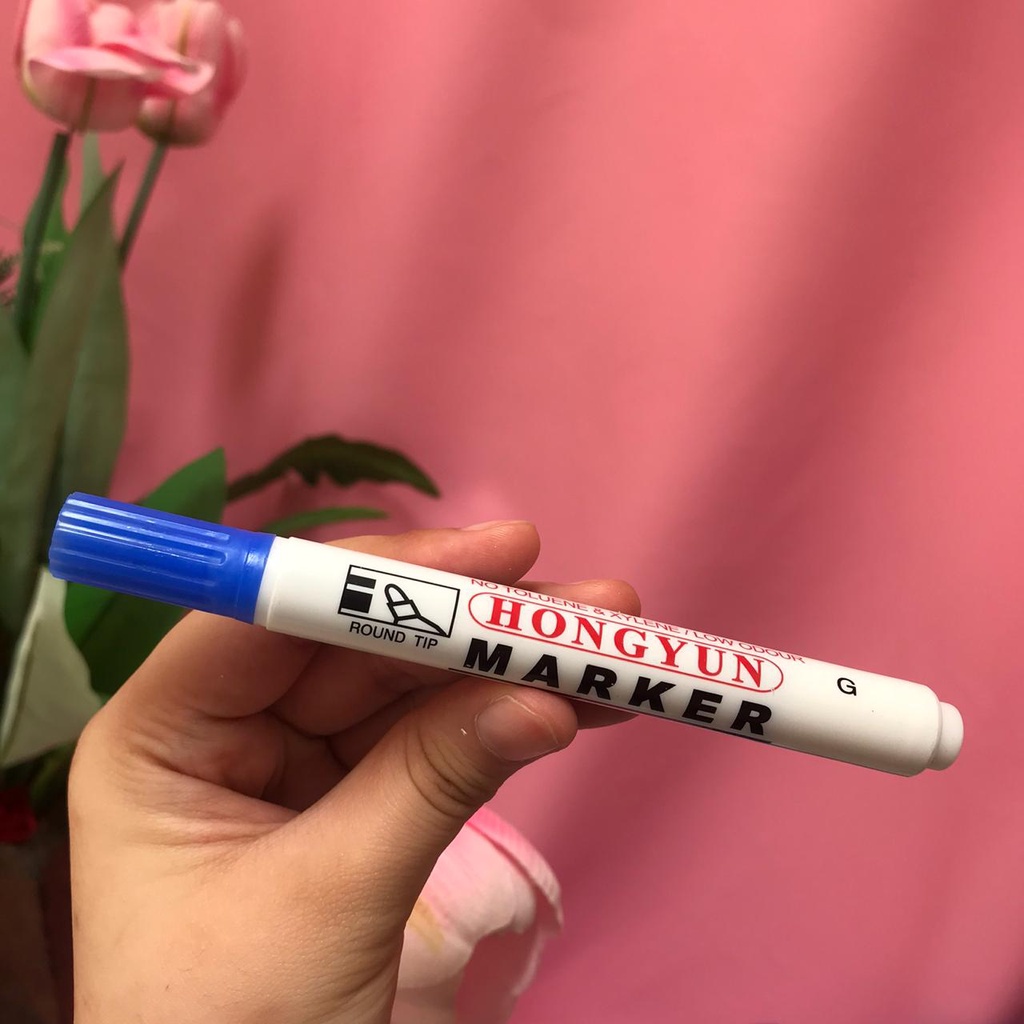 ROUND TIP
NO TOLUENE & XYLENE / LOW ODOUR
HONGYUN
MARKER
G